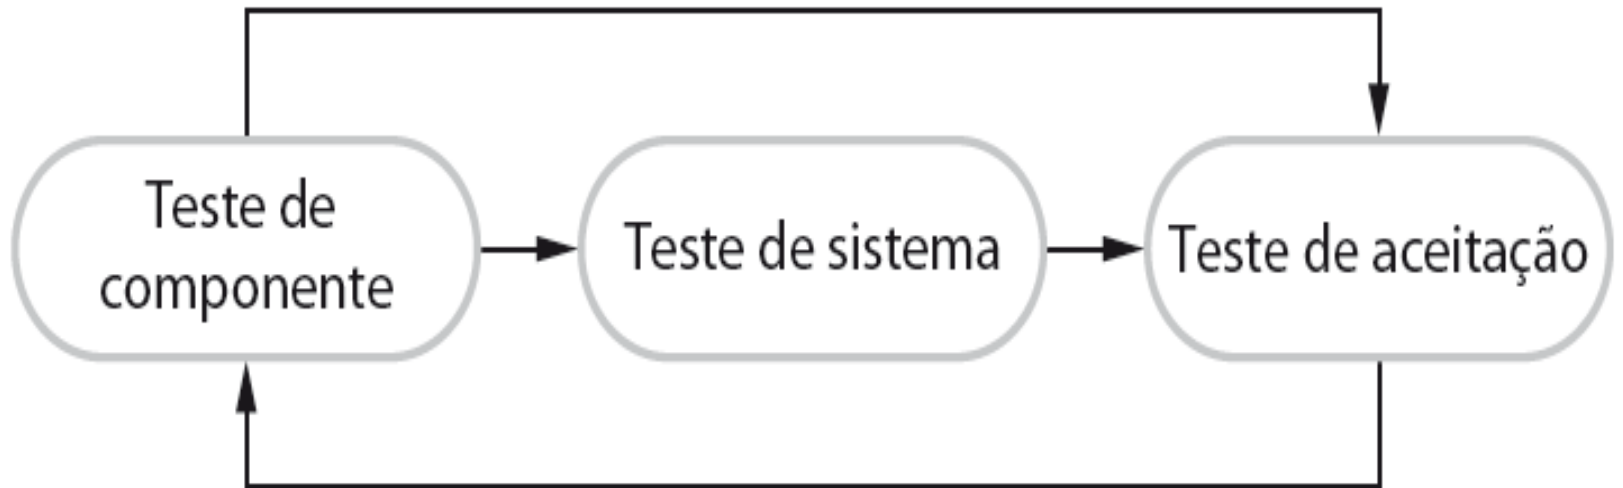 Teste de
componente
Teste de sistema
Teste de aceitação